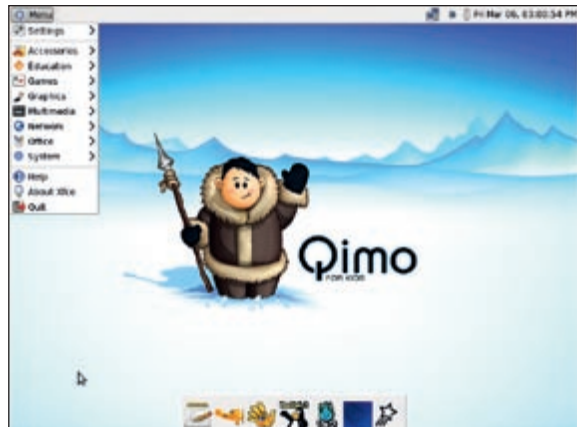 Menu
Fri Mar 06, 03:03:54 PM
Settings
Accessories
Education
Games
Graphics
Multimedia
Network
Office
System
Help
About Xfce
Quit
Qimo
FOR KIDS